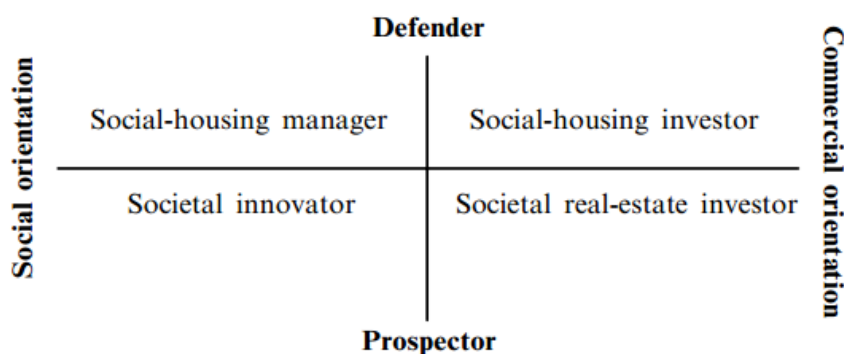 Defender
Social orientation
Commercial orientation
Social-housing manager
Social-housing investor
Societal innovator
Societal real-estate investor
Prospector